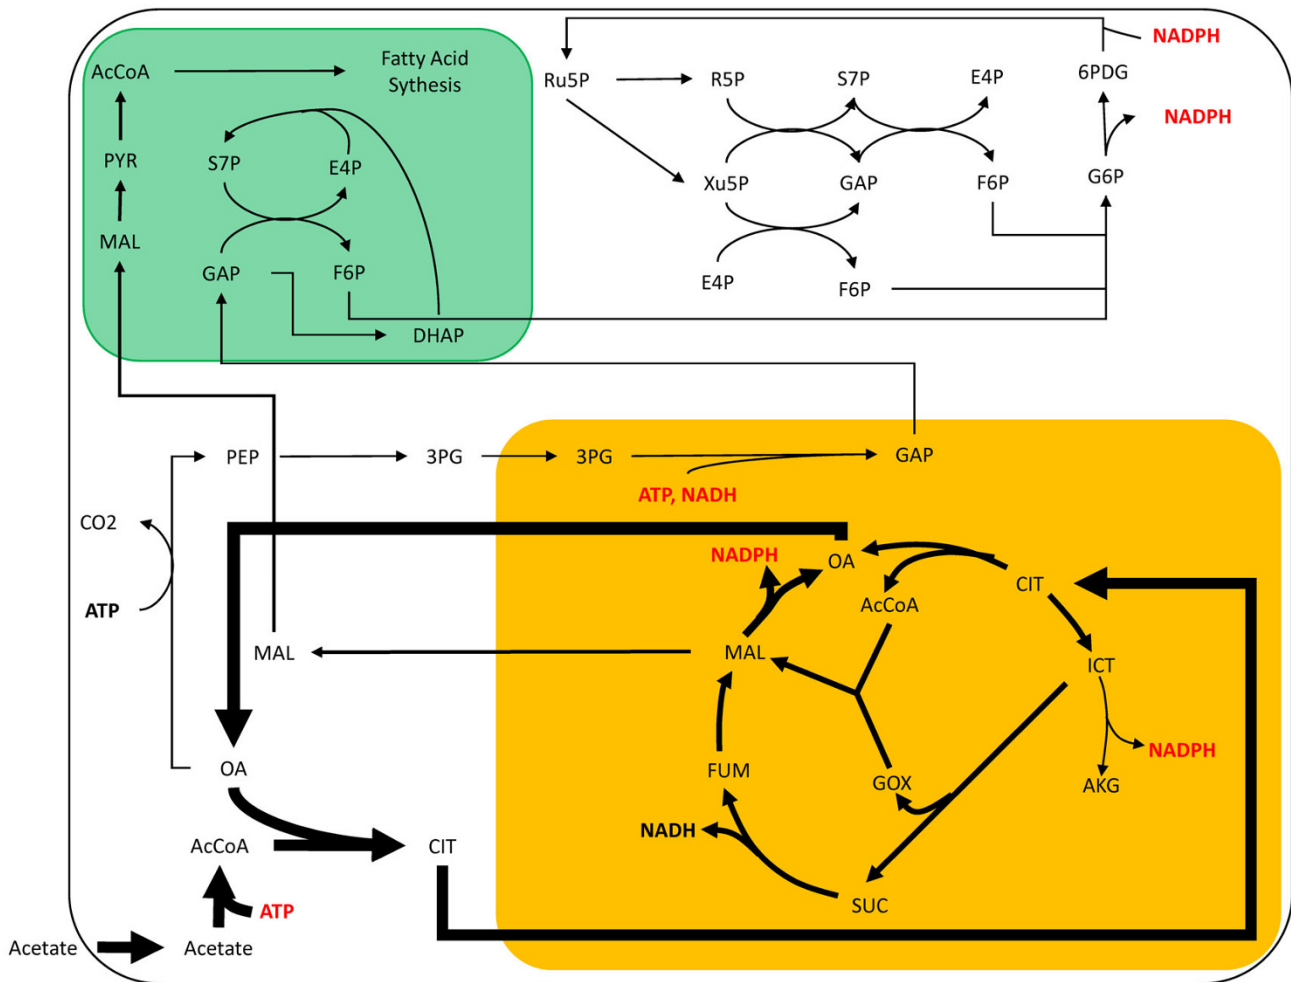 NADPH
AcCoA
Fatty Acid
Sythesis
Ru5P
R5P
S7P
E4P
6PDG
NADPH
PYR
S7P
E4P
Xu5P
GAP
F6P
G6P
MAL
GAP
F6P
E4P
F6P
DHAP
PEP
3PG
3PG
GAP
ATP, NADH
CO2
NADPH
OA
CIT
AcCoA
ATP
MAL
MAL
ICT
OA
FUM
GOX
NADPH
AKG
NADH
AcCoA
CIT
SUC
ATP
Acetate
Acetate